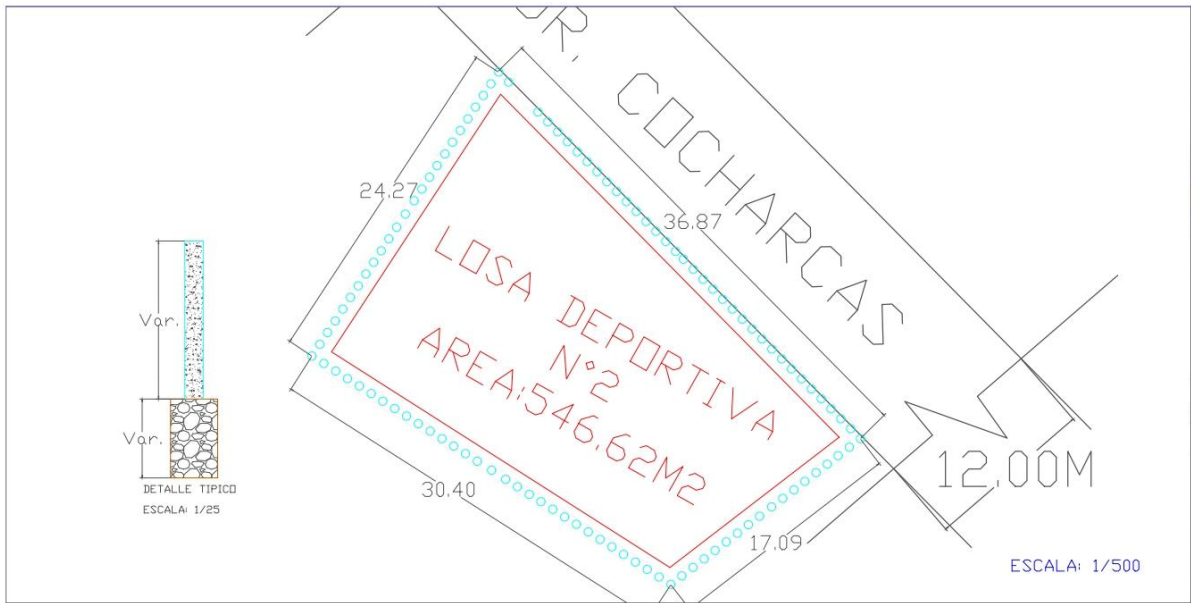 JR. COCHARCAS
24.27
36.87
LOSA DEPORTIVA
N°2
AREA:546.62M2
Var.
Var.
12.00M
30.40
17.09
DETALLE TIPICO
ESCALA: 1/25
ESCALA: 1/500